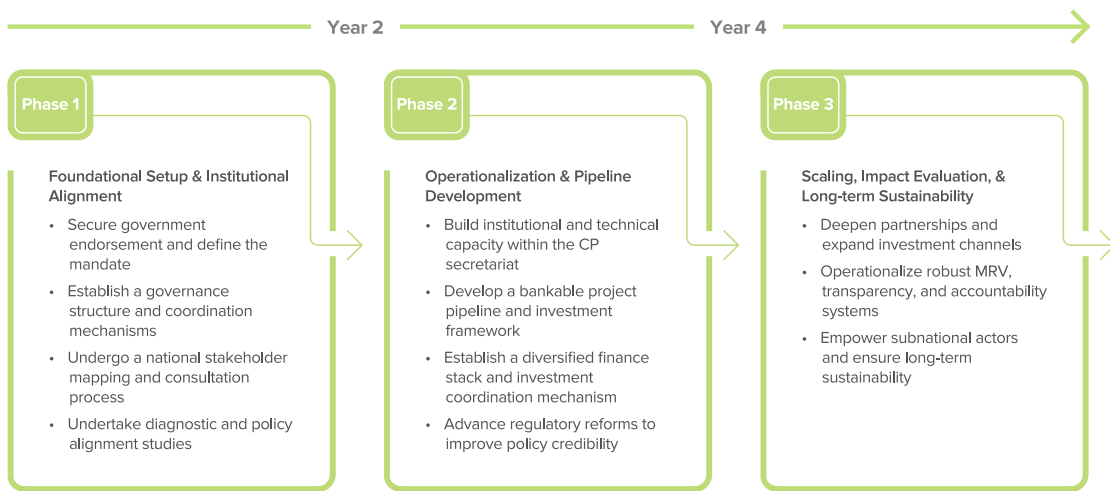 Year 2
Year 4
Phase 1
Foundational Setup & Institutional
Alignment
• Secure government
endorsement and define the
mandate
• Establish a governance
structure and coordination
mechanisms
• Undergo a national stakeholder
mapping and consultation
process
• Undertake diagnostic and policy
alignment studies
Phase 2
Operationalization & Pipeline
Development
• Build institutional and technical
capacity within the CP
secretariat
• Develop a bankable project
pipeline and investment
framework
• Establish a diversified finance
stack and investment
coordination mechanism
• Advance regulatory reforms to
improve policy credibility
Phase 3
Scaling, Impact Evaluation, &
Long-term Sustainability
• Deepen partnerships and
expand investment channels
• Operationalize robust MRV,
transparency, and accountability
systems
• Empower subnational actors
and ensure long-term
sustainability